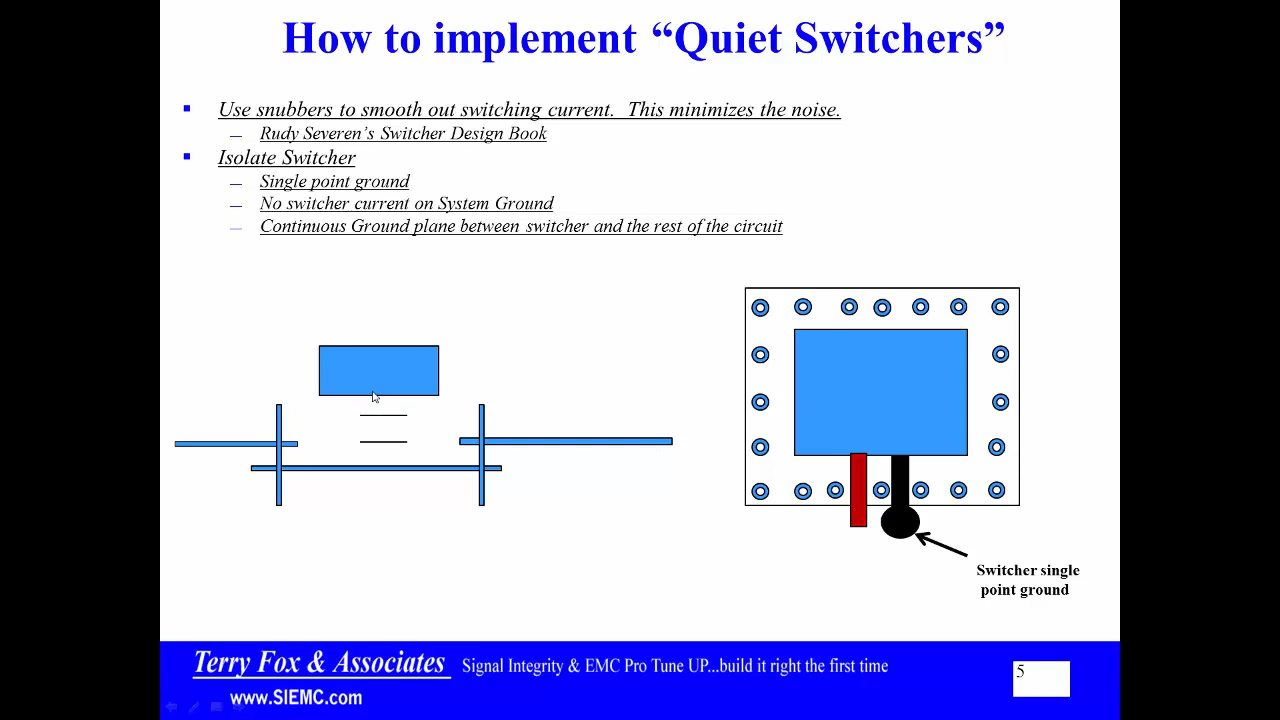 How to implement “Quiet Switchers”
Use snubbers to smooth out switching current.  This minimizes the noise.
Rudy Severen’s Switcher Design Book
Isolate Switcher
Single point ground
No switcher current on System Ground
Continuous Ground plane between switcher and the rest of the circuit
Switcher single
point ground
Terry Fox & Associates
Signal Integrity & EMC Pro Tune UP...build it right the first time
www.SIEMC.com
5